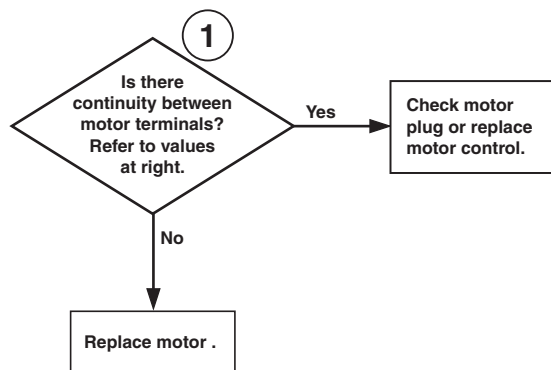 1
Is there
continuity between
motor terminals?
Refer to values
at right.
Yes
Check motor
plug or replace
motor control.
No
Replace motor .